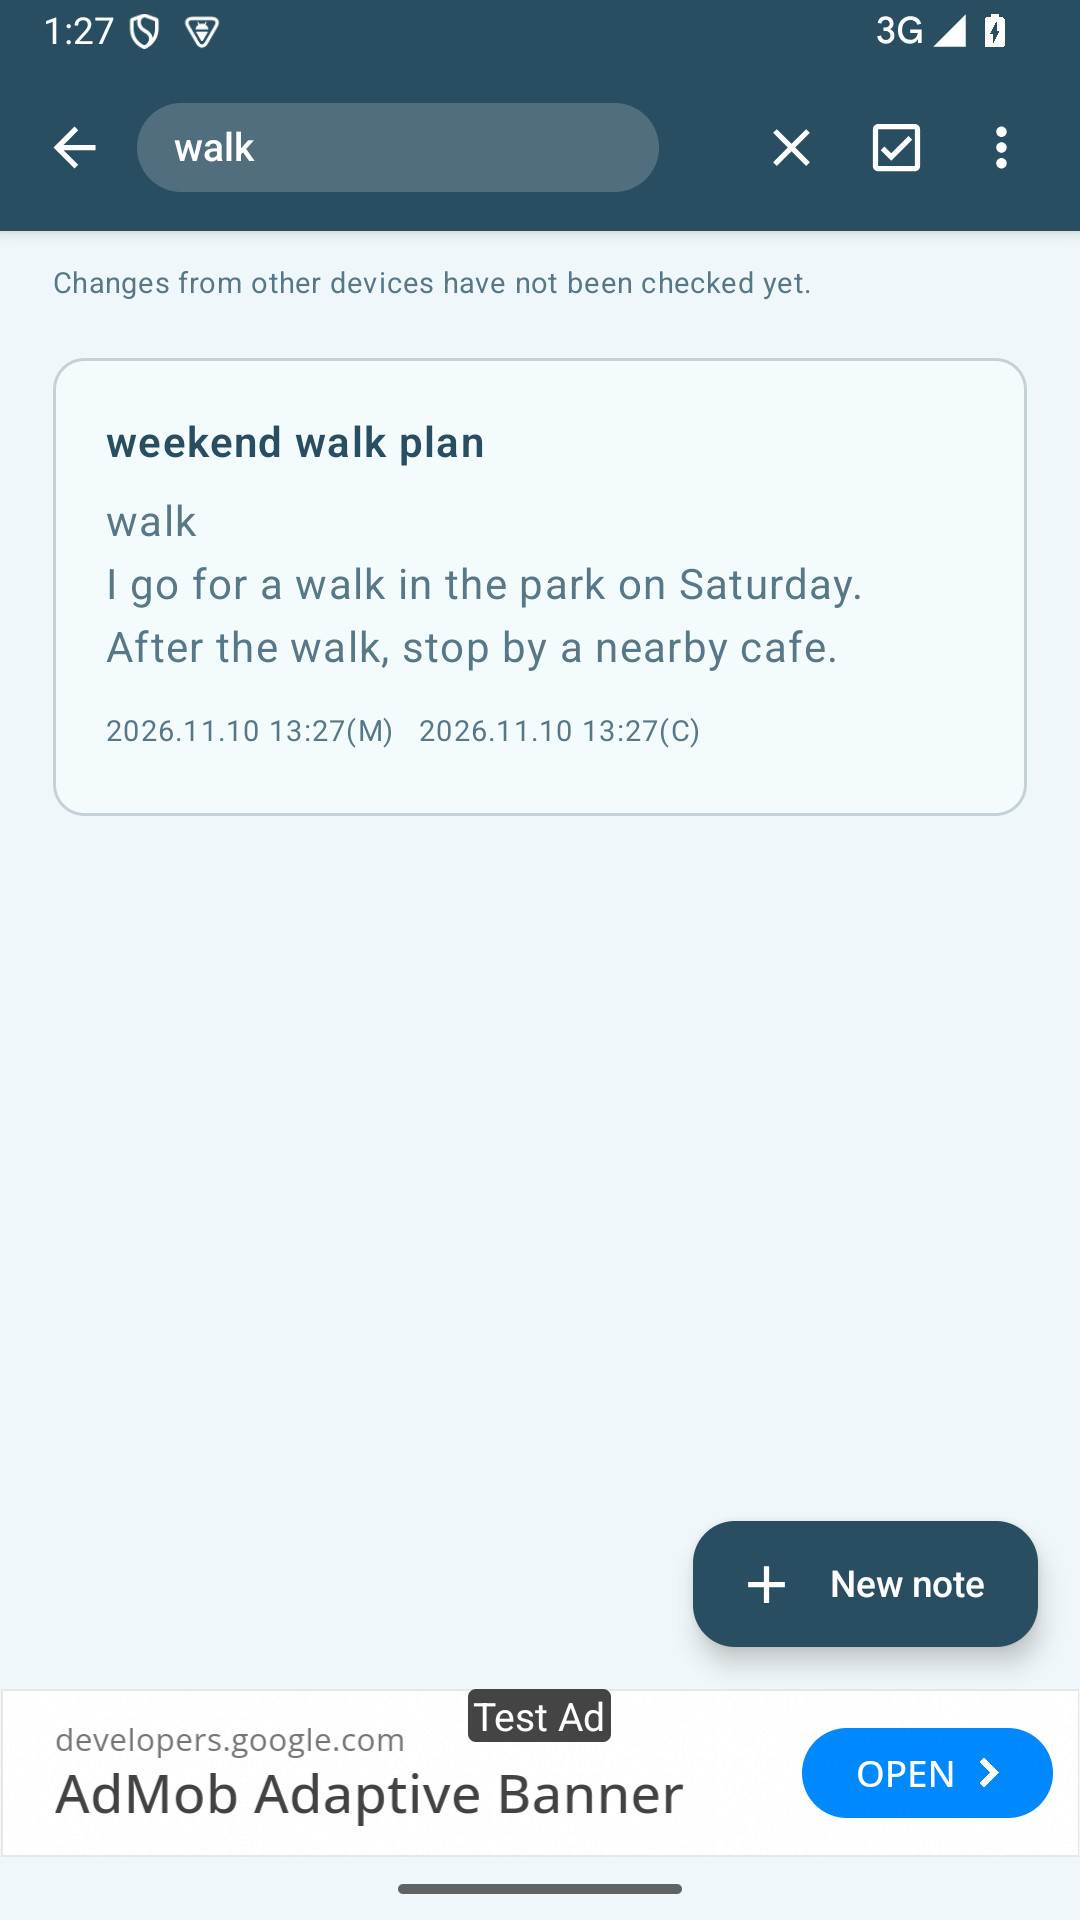 1:27
3G
walk
Changes from other devices have not been checked yet.
weekend walk plan
walk
I go for a walk in the park on Saturday.
After the walk, stop by a nearby cafe.
2026.11.10 13:27(M) 2026.11.10 13:27(C)
New note
Test Ad
developers.google.com
AdMob Adaptive Banner
OPEN